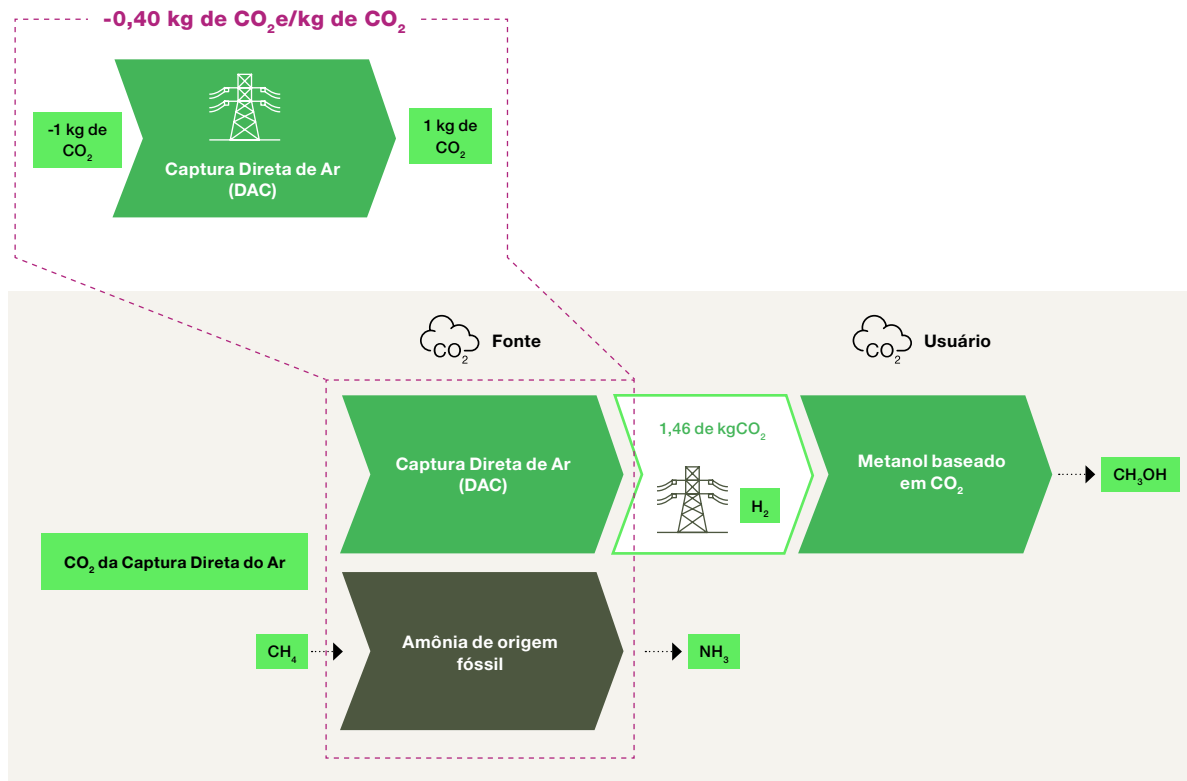 -0,40 kg de CO₂e/kg de CO₂
-1 kg de
CO₂
Captura Direta de Ar
(DAC)
1 kg de
CO₂
CO₂
Fonte
CO₂
Usuário
Captura Direta de Ar
(DAC)
1,46 de kgCO₂
H₂
Metanol baseado
em CO₂
CH₃OH
CO₂ da Captura Direta do Ar
CH₄
Amônia de origem
fóssil
NH₃